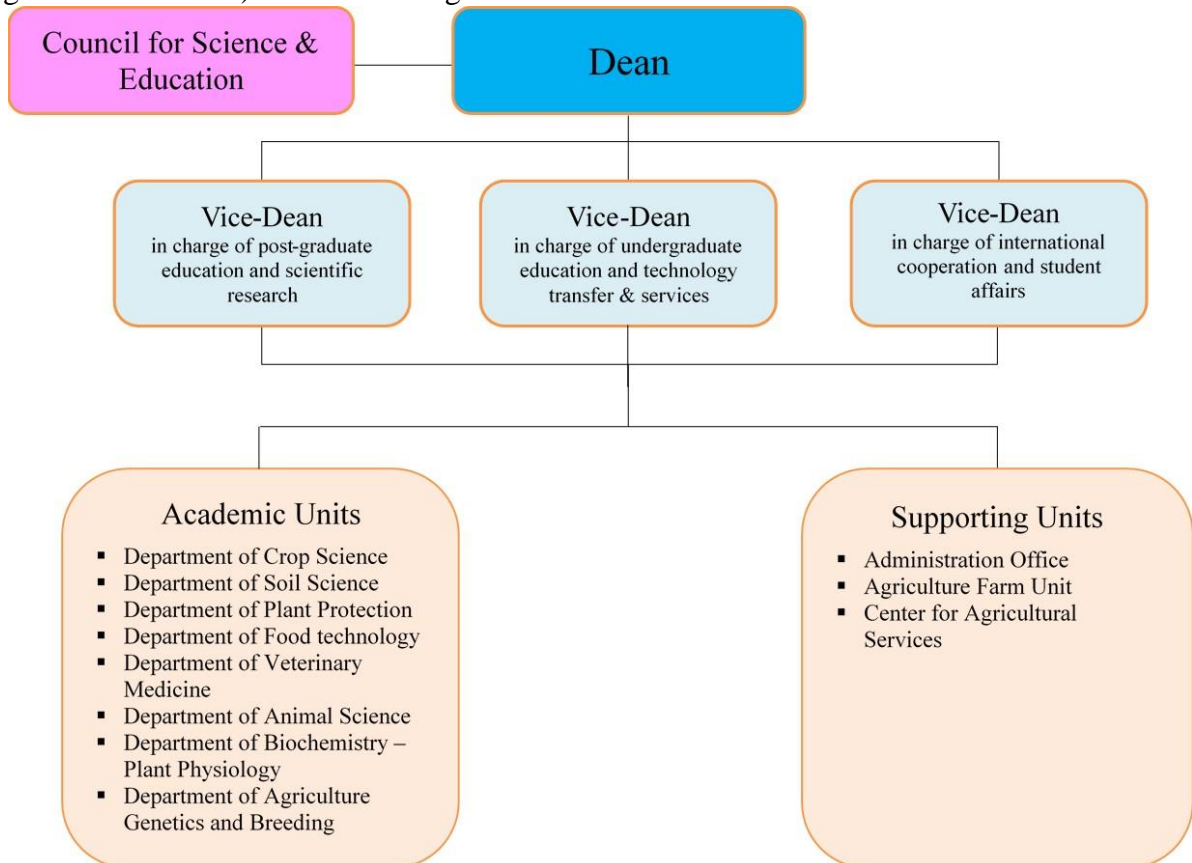 Council for Science &
Education
Dean
Vice-Dean
in charge of post-graduate
education and scientific
research
Vice-Dean
in charge of undergraduate
education and technology
transfer & services
Vice-Dean
in charge of international
cooperation and student
affairs
Academic Units
▪ Department of Crop Science
▪ Department of Soil Science
▪ Department of Plant Protection
▪ Department of Food technology
▪ Department of Veterinary
Medicine
▪ Department of Animal Science
▪ Department of Biochemistry –
Plant Physiology
▪ Department of Agriculture
Genetics and Breeding
Supporting Units
▪ Administration Office
▪ Agriculture Farm Unit
▪ Center for Agricultural
Services